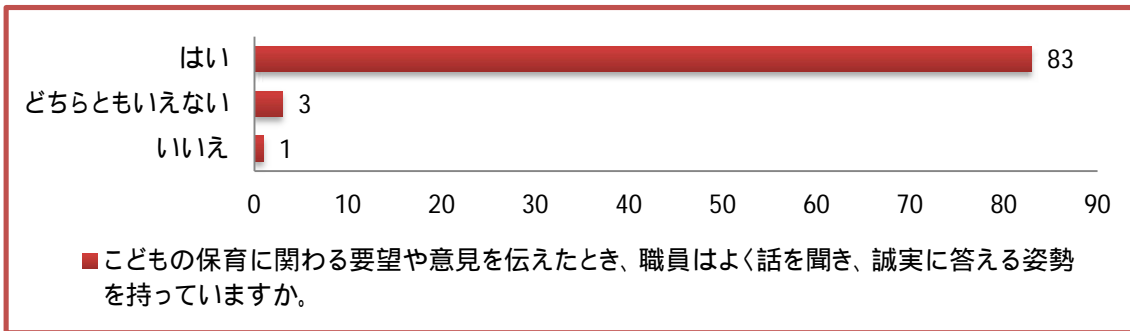 はい 83
どちらともいえない 3
いいえ 1
0 10 20 30 40 50 60 70 80 90
こどもの保育に関わる要望や意見を伝えたとき、職員はよく話を聞き、誠実に答える姿勢
を持っていますか。